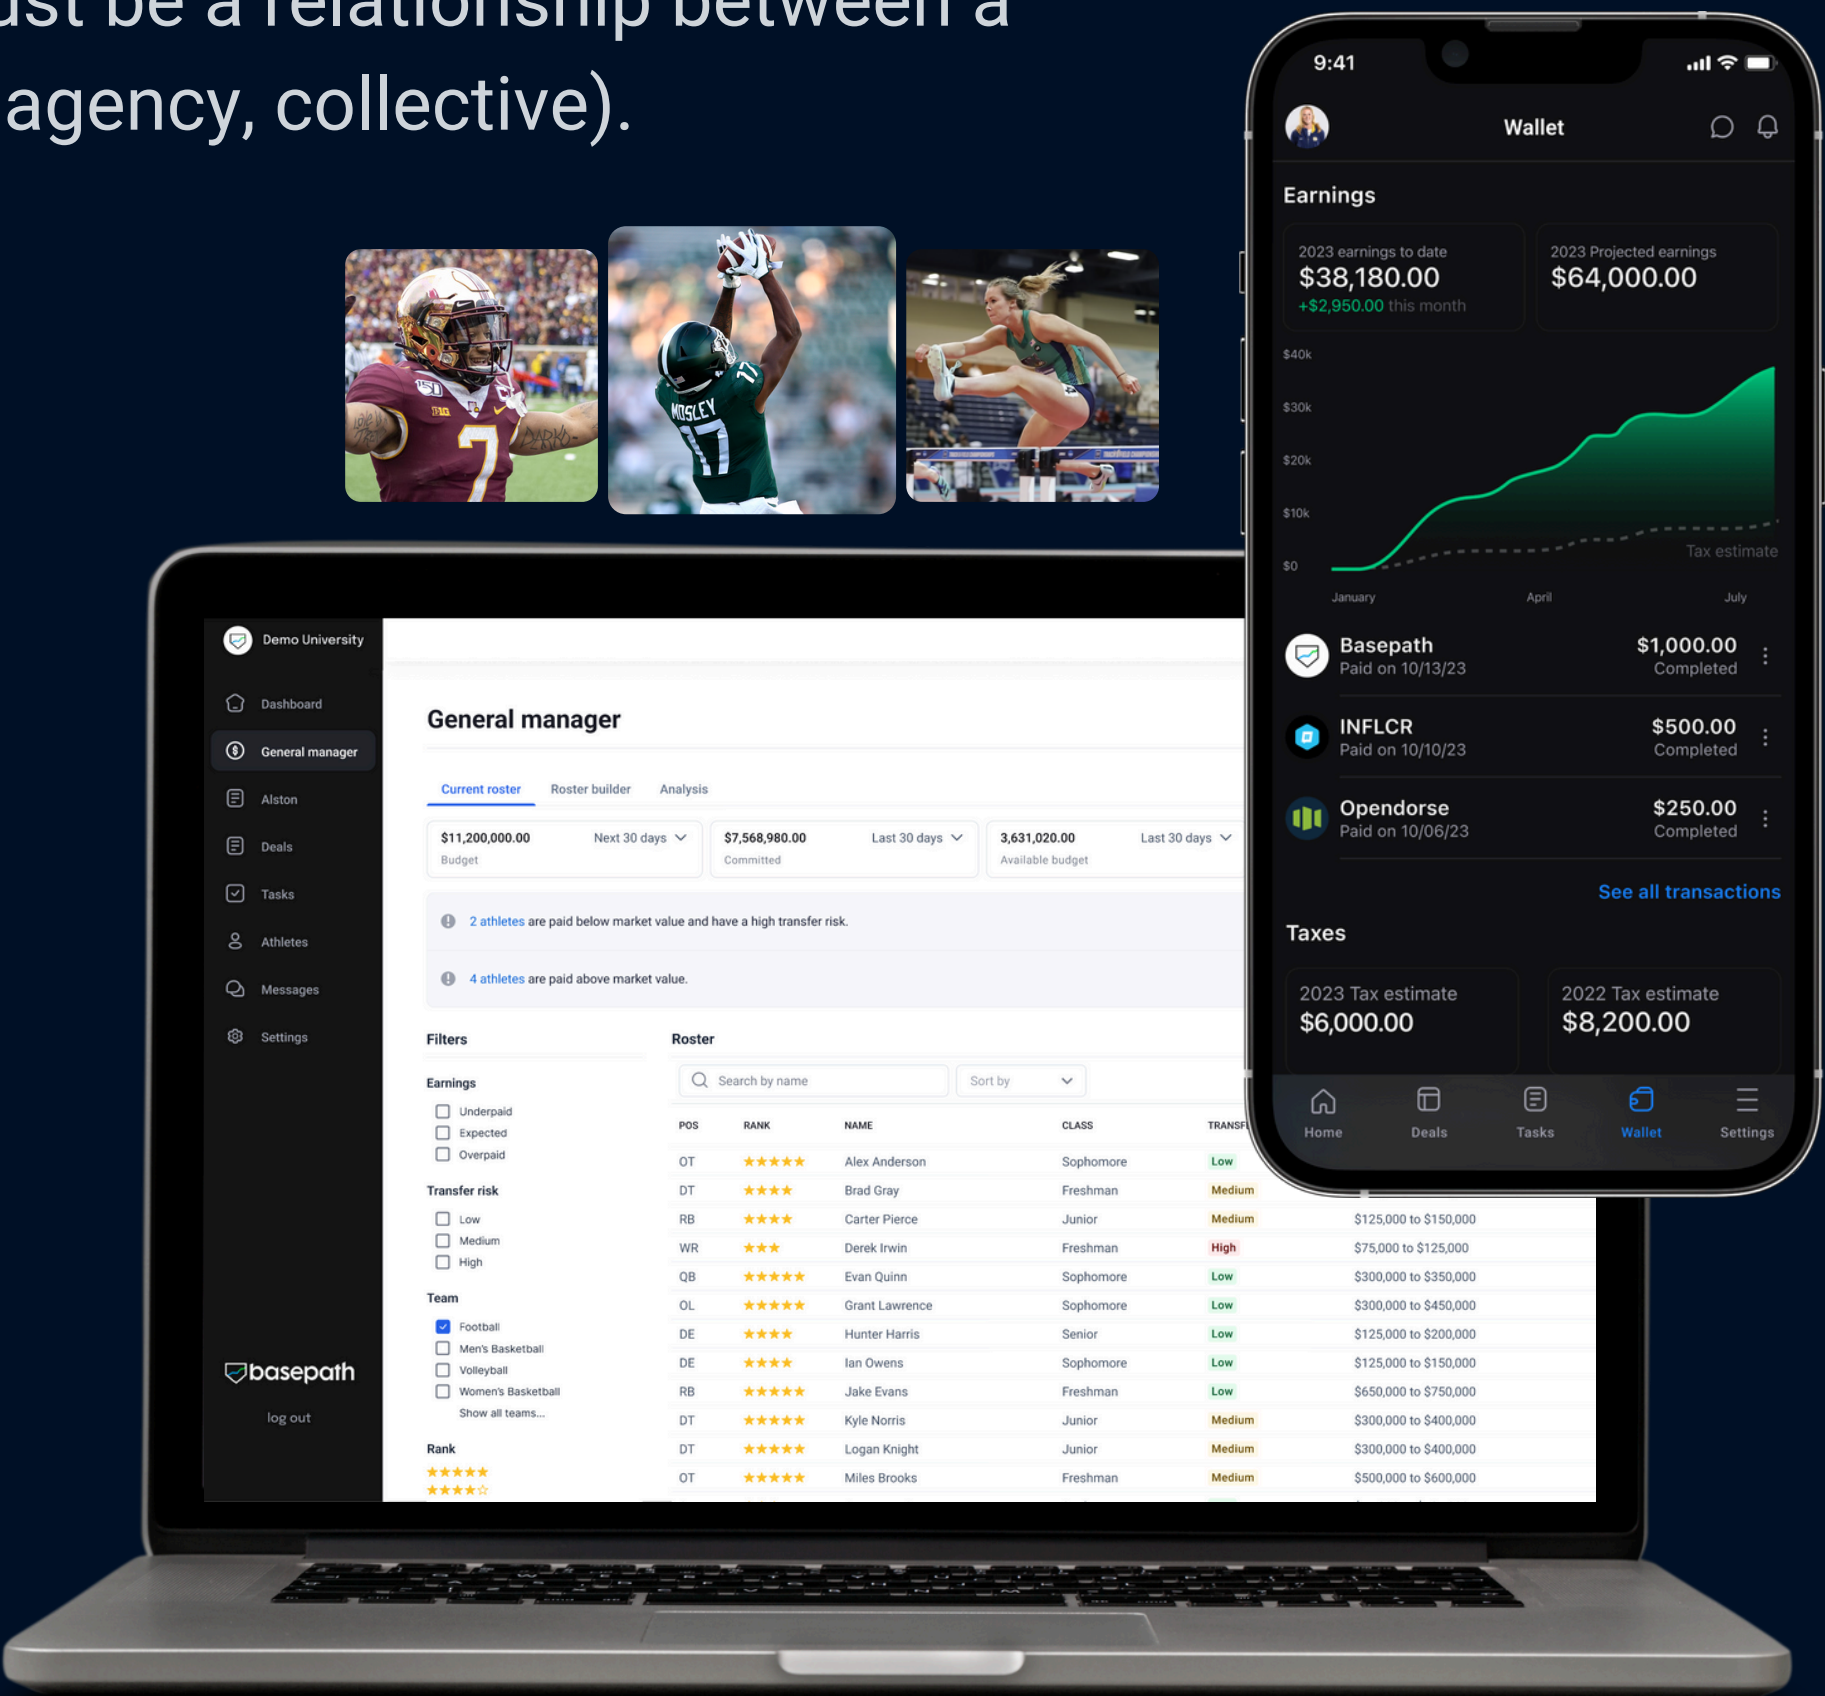 ust be a relationship between a
agency, collective).
MOSLEY
17
17
7
150
B1G
9:41
Wallet
Earnings
2023 earnings to date
$38,180.00
+$2,950.00 this month
2023 Projected earnings
$64,000.00
$40k
$30k
$20k
$10k
$0
Tax estimate
January April July
Basepath $1,000.00
Paid on 10/13/23 Completed
INFLCR $500.00
Paid on 10/10/23 Completed
Opendorse $250.00
Paid on 10/06/23 Completed
See all transactions
Taxes
2023 Tax estimate
$6,000.00
2022 Tax estimate
$8,200.00
Home Deals Tasks Wallet Settings
Demo University
Dashboard
General manager
Alston
Deals
Tasks
Athletes
Messages
Settings
basepath
log out
General manager
Current roster Roster builder Analysis
$11,200,000.00 Next 30 days
Budget
$7,568,980.00 Last 30 days
Committed
3,631,020.00 Last 30 days
Available budget
2 athletes are paid below market value and have a high transfer risk.
4 athletes are paid above market value.
Filters
Earnings
Underpaid
Expected
Overpaid
Transfer risk
Low
Medium
High
Team
Football
Men's Basketball
Volleyball
Women's Basketball
Show all teams...
Rank
Roster
Search by name
Sort by
POS RANK NAME CLASS TRANSF
OT Alex Anderson Sophomore Low
DT Brad Gray Freshman Medium
RB Carter Pierce Junior Medium $125,000 to $150,000
WR Derek Irwin Freshman High $75,000 to $125,000
QB Evan Quinn Sophomore Low $300,000 to $350,000
OL Grant Lawrence Sophomore Low $300,000 to $450,000
DE Hunter Harris Senior Low $125,000 to $200,000
DE Ian Owens Sophomore Low $125,000 to $150,000
RB Jake Evans Freshman Low $650,000 to $750,000
DT Kyle Norris Junior Medium $300,000 to $400,000
DT Logan Knight Junior Medium $300,000 to $400,000
OT Miles Brooks Freshman Medium $500,000 to $600,000